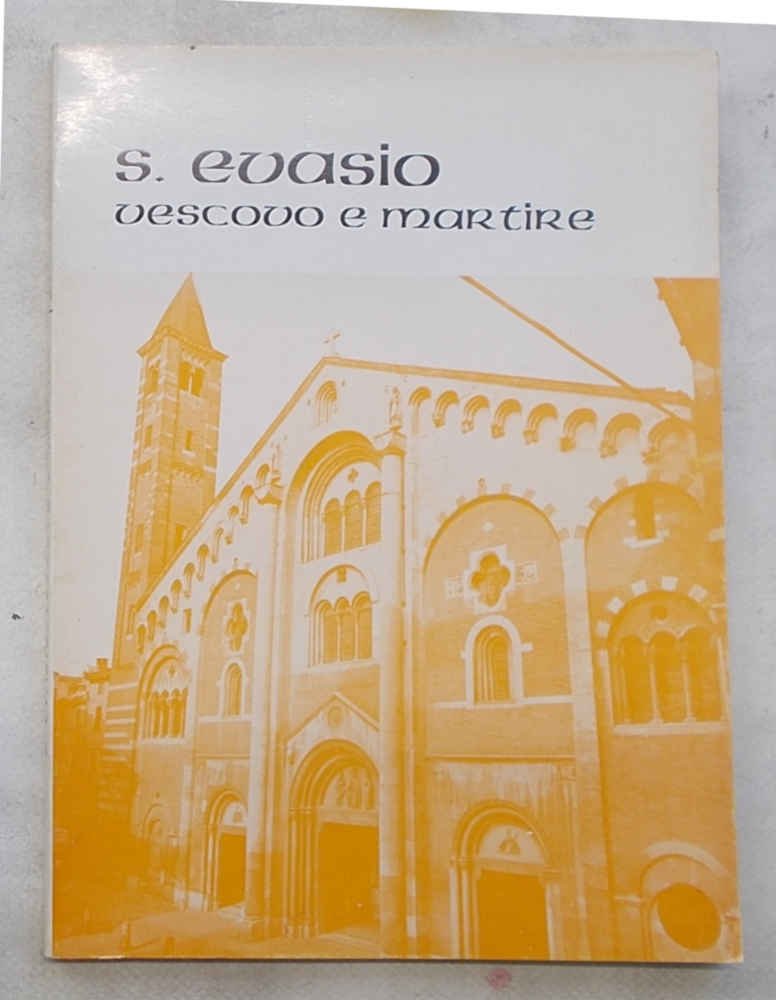 S. Evasio
vescovo e martire